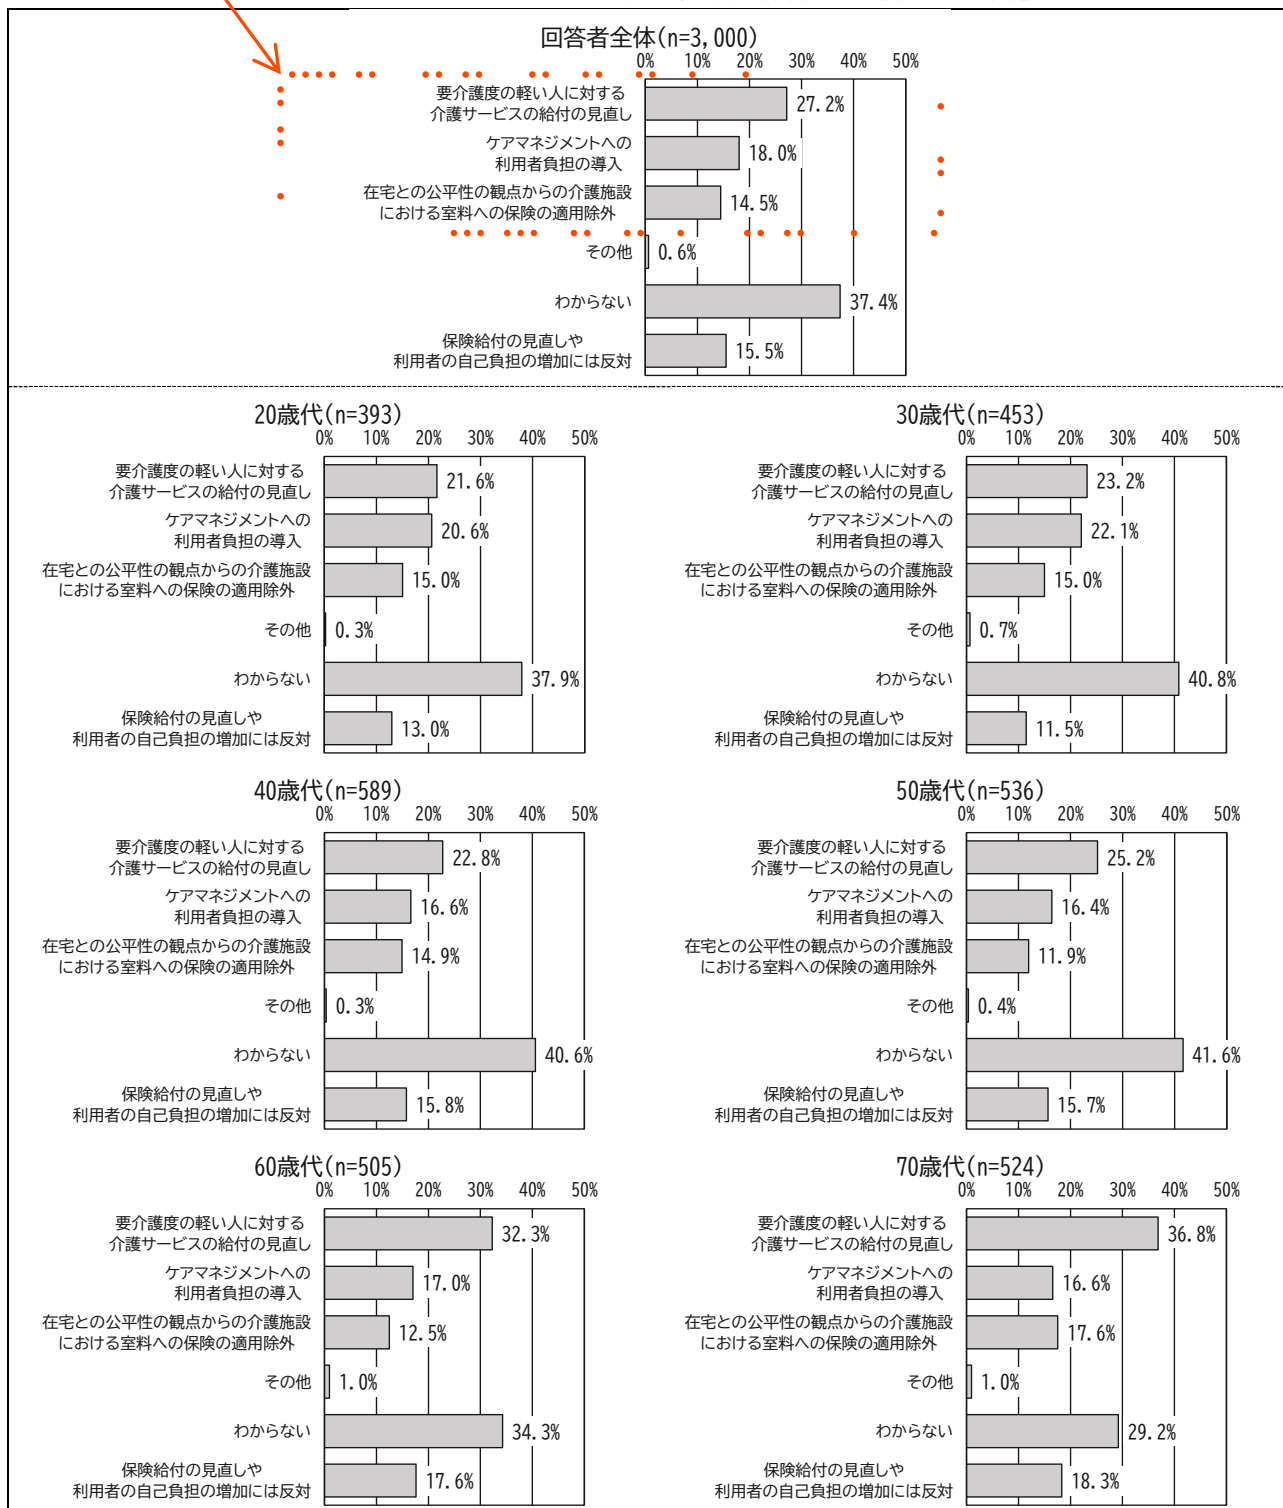 回答者全体(n=3,000)
0% 10% 20% 30% 40% 50%
要介護度の軽い人に対する
介護サービスの給付の見直し
27.2%
ケアマネジメントへの
利用者負担の導入
18.0%
在宅との公平性の観点からの介護施設
における室料への保険の適用除外
14.5%
その他
0.6%
わからない
37.4%
保険給付の見直しや
利用者の自己負担の増加には反対
15.5%
20歳代(n=393)
0% 10% 20% 30% 40% 50%
要介護度の軽い人に対する
介護サービスの給付の見直し
21.6%
ケアマネジメントへの
利用者負担の導入
20.6%
在宅との公平性の観点からの介護施設
における室料への保険の適用除外
15.0%
その他
0.3%
わからない
37.9%
保険給付の見直しや
利用者の自己負担の増加には反対
13.0%
30歳代(n=453)
0% 10% 20% 30% 40% 50%
要介護度の軽い人に対する
介護サービスの給付の見直し
23.2%
ケアマネジメントへの
利用者負担の導入
22.1%
在宅との公平性の観点からの介護施設
における室料への保険の適用除外
15.0%
その他
0.7%
わからない
40.8%
保険給付の見直しや
利用者の自己負担の増加には反対
11.5%
40歳代(n=589)
0% 10% 20% 30% 40% 50%
要介護度の軽い人に対する
介護サービスの給付の見直し
22.8%
ケアマネジメントへの
利用者負担の導入
16.6%
在宅との公平性の観点からの介護施設
における室料への保険の適用除外
14.9%
その他
0.3%
わからない
40.6%
保険給付の見直しや
利用者の自己負担の増加には反対
15.8%
50歳代(n=536)
0% 10% 20% 30% 40% 50%
要介護度の軽い人に対する
介護サービスの給付の見直し
25.2%
ケアマネジメントへの
利用者負担の導入
16.4%
在宅との公平性の観点からの介護施設
における室料への保険の適用除外
11.9%
その他
0.4%
わからない
41.6%
保険給付の見直しや
利用者の自己負担の増加には反対
15.7%
60歳代(n=505)
0% 10% 20% 30% 40% 50%
要介護度の軽い人に対する
介護サービスの給付の見直し
32.3%
ケアマネジメントへの
利用者負担の導入
17.0%
在宅との公平性の観点からの介護施設
における室料への保険の適用除外
12.5%
その他
1.0%
わからない
34.3%
保険給付の見直しや
利用者の自己負担の増加には反対
17.6%
70歳代(n=524)
0% 10% 20% 30% 40% 50%
要介護度の軽い人に対する
介護サービスの給付の見直し
36.8%
ケアマネジメントへの
利用者負担の導入
16.6%
在宅との公平性の観点からの介護施設
における室料への保険の適用除外
17.6%
その他
1.0%
わからない
29.2%
保険給付の見直しや
利用者の自己負担の増加には反対
18.3%